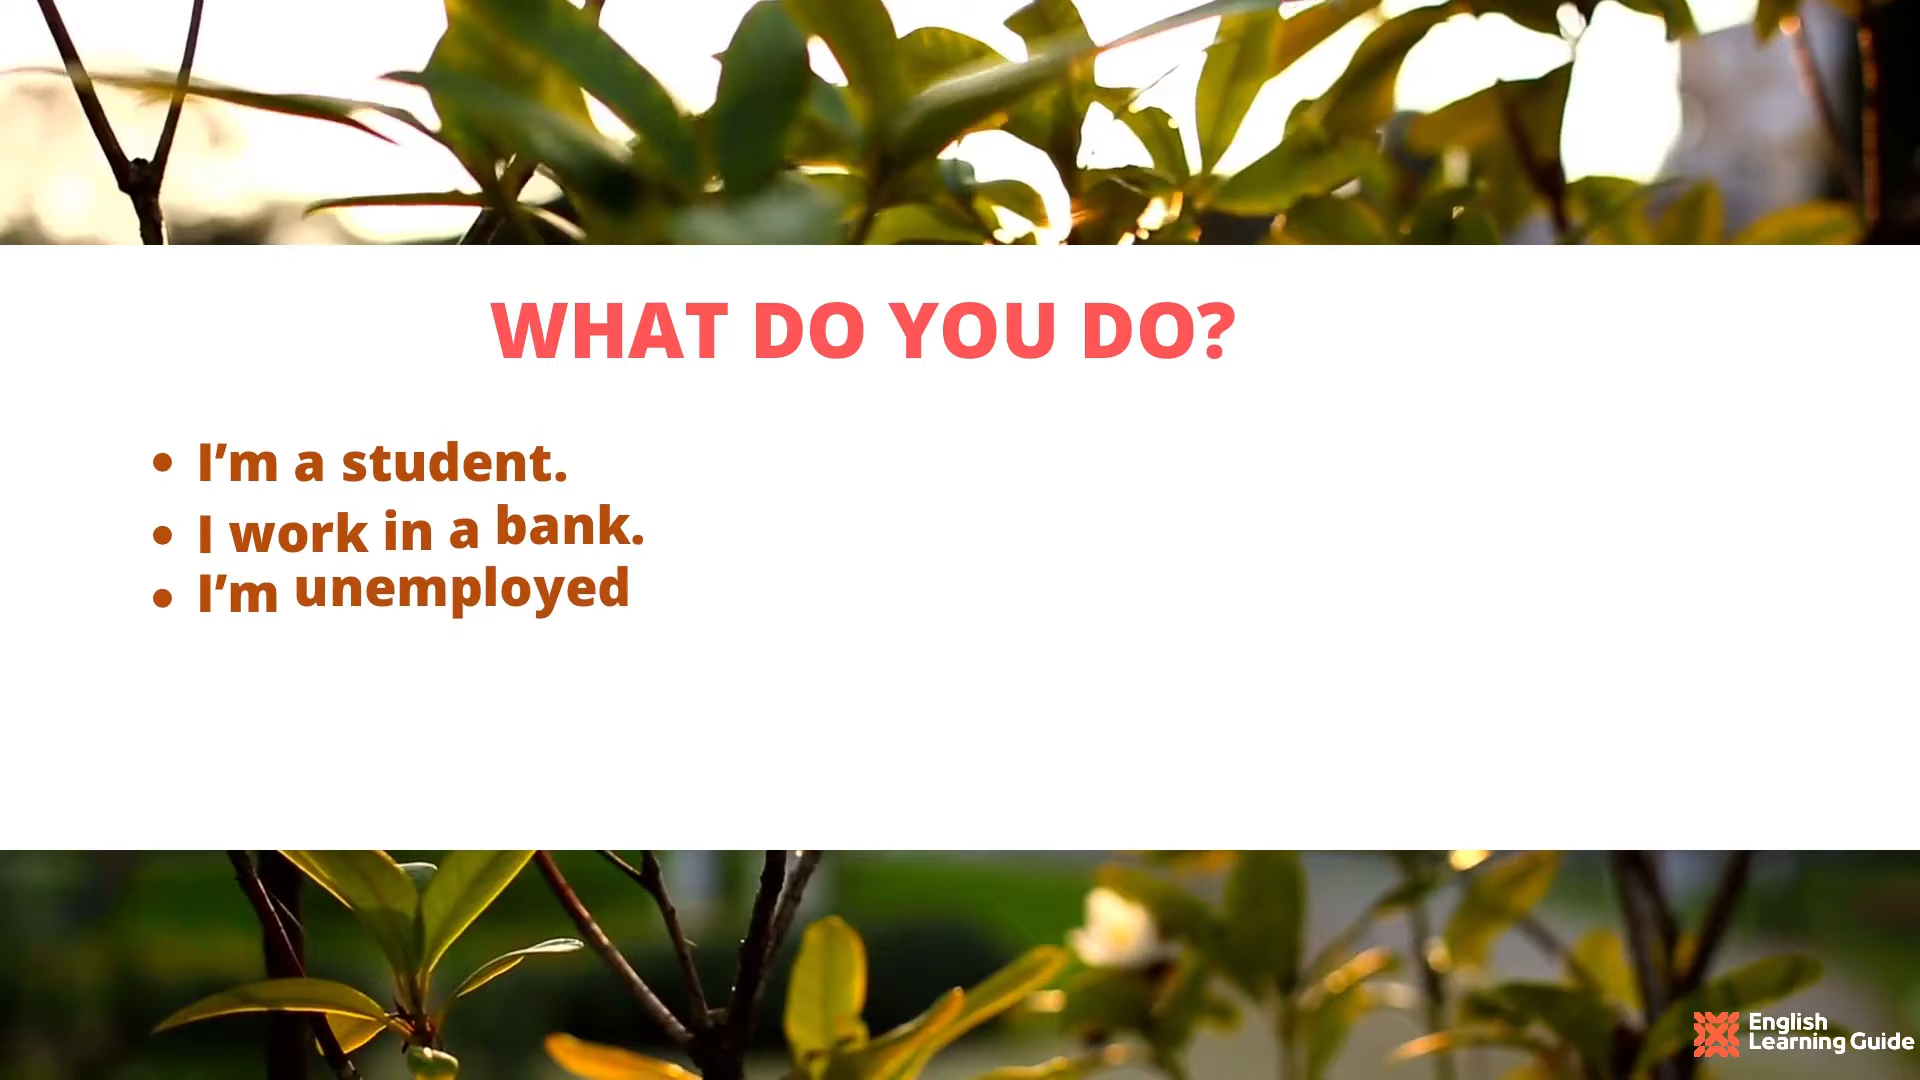 WHAT DO YOU DO?
• I’m a student.
• I work in a bank.
• I’m unemployed
English
Learning Guide